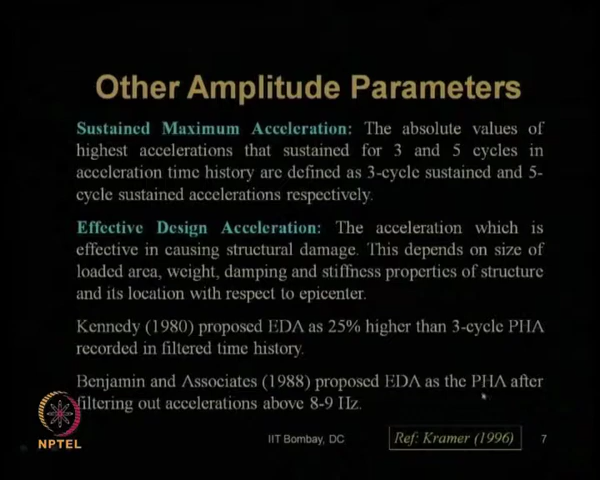 Other Amplitude Parameters
Sustained Maximum Acceleration: The absolute values of
highest accelerations that sustained for 3 and 5 cycles in
acceleration time history are defined as 3-cycle sustained and 5-
cycle sustained accelerations respectively.
Effective Design Acceleration: The acceleration which is
effective in causing structural damage. This depends on size of
loaded area, weight, damping and stiffness properties of structure
and its location with respect to epicenter.
Kennedy (1980) proposed EDA as 25% higher than 3-cycle PHA
recorded in filtered time history.
Benjamin and Associates (1988) proposed EDA as the PHA after
filtering out accelerations above 8-9 Hz.
NPTEL
IIT Bombay, DC
Ref: Kramer (1996)
7